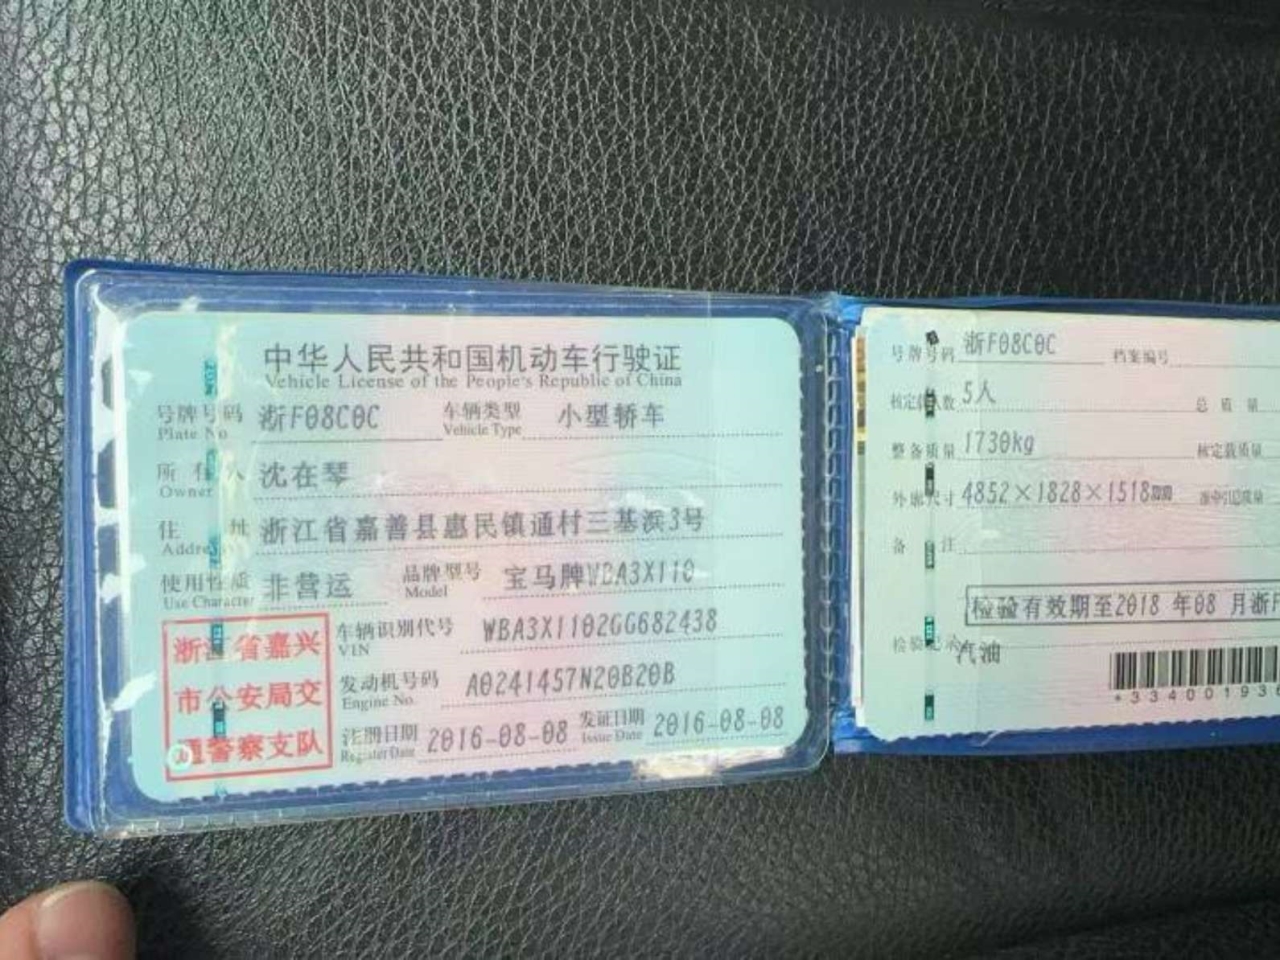 中华人民共和国机动车行驶证
Vehicle License of the People's Republic of China
号牌号码 浙F08C0C 车辆类型 小型轿车
Plate No Vehicle Type
所有人 沈在琴
Owner
住址 浙江省嘉善县惠民镇通村三基浜3号
Address
使用性质 非营运 品牌型号 宝马牌WBA3X110
Use Character Model
浙江省嘉兴
市公安局交
通警察支队
车辆识别代号 WBA3X1102GG682438
VIN
发动机号码 A0241457N20B20B
Engine No.
注册日期 2016-08-08 发证日期 2016-08-08
Register Date Issue Date
号牌号码 浙F08C0C 档案编号
核定载人数 5人 总质量
整备质量 1730kg 核定载质量
外廓尺寸 4852×1828×1518mm 准牵引总质量
备注
检验有效期至2018年08月浙F
检验记录 汽油
*33400193